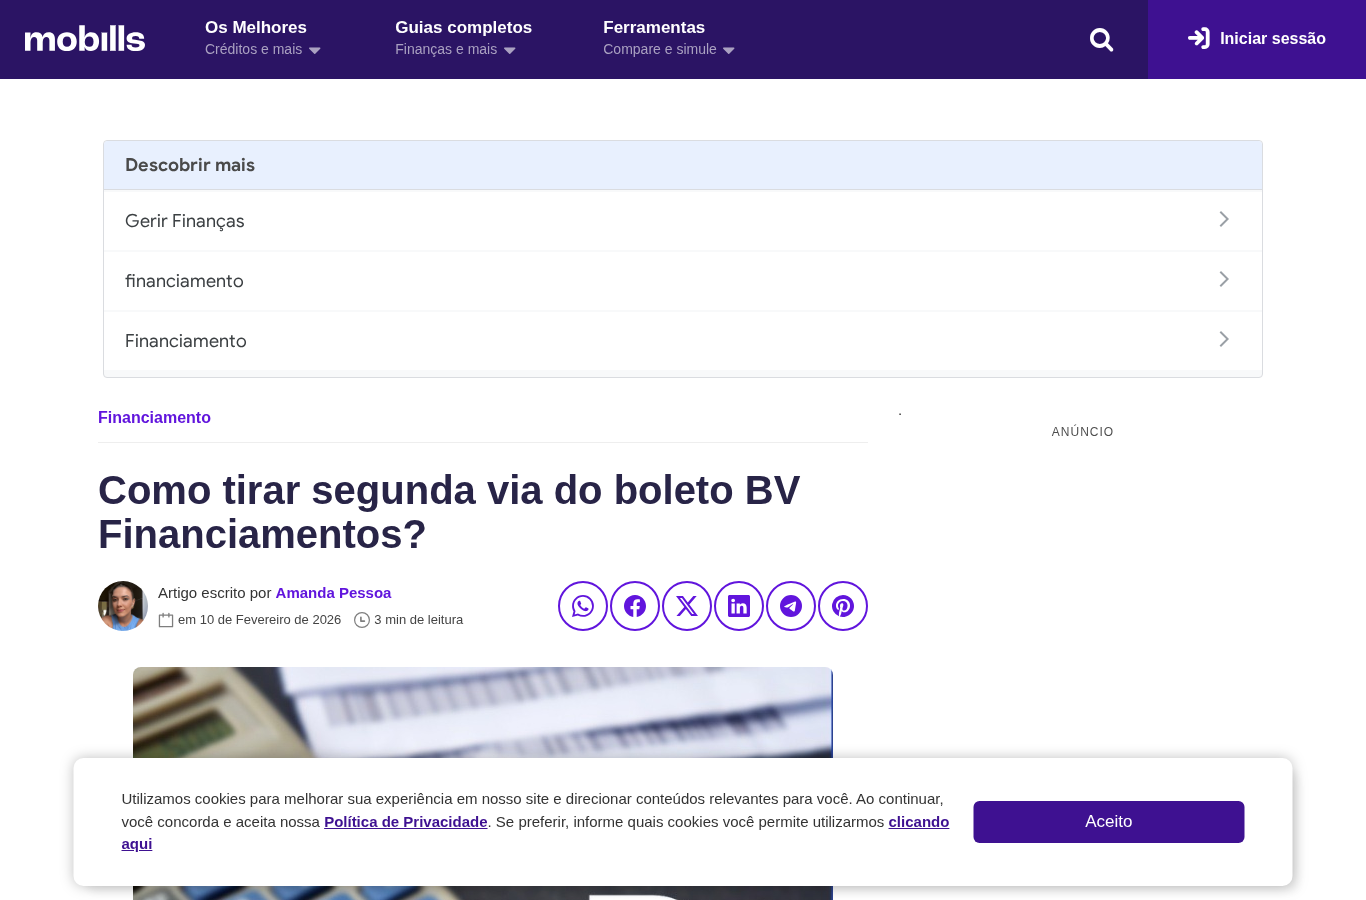 mobills
Os Melhores
Créditos e mais
Guias completos
Finanças e mais
Ferramentas
Compare e simule
Iniciar sessão
Descobrir mais
Gerir Finanças
financiamento
Financiamento
Financiamento
.
ANÚNCIO
Como tirar segunda via do boleto BV
Financiamentos?
Artigo escrito por Amanda Pessoa
em 10 de Fevereiro de 2026 3 min de leitura
Utilizamos cookies para melhorar sua experiência em nosso site e direcionar conteúdos relevantes para você. Ao continuar,
você concorda e aceita nossa Política de Privacidade. Se preferir, informe quais cookies você permite utilizarmos clicando
aqui
Aceito